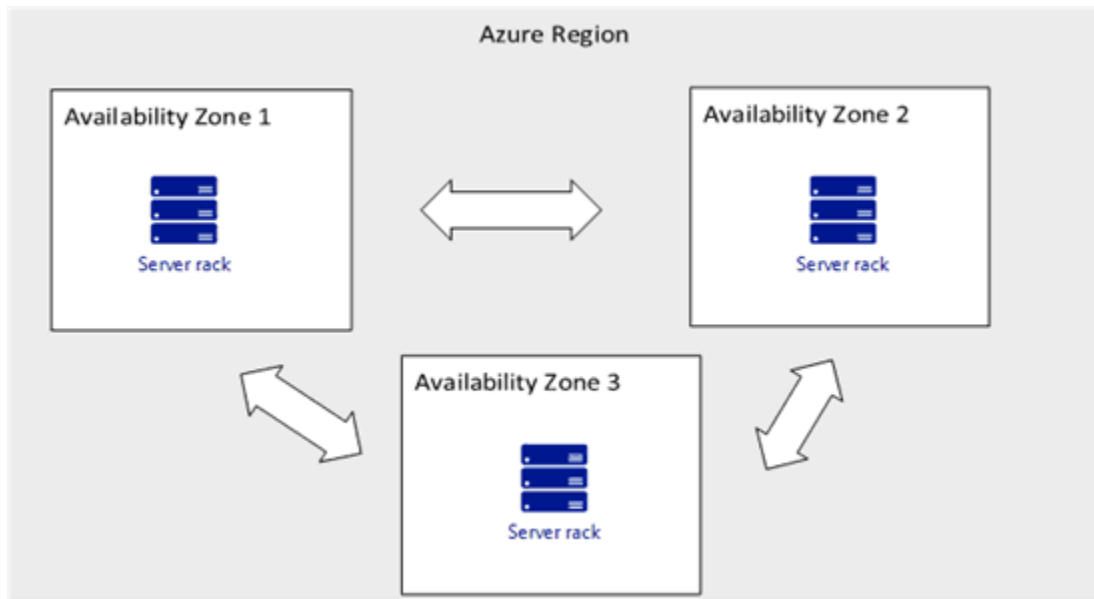 Azure Region
Availability Zone 1
Server rack
Availability Zone 2
Server rack
Availability Zone 3
Server rack